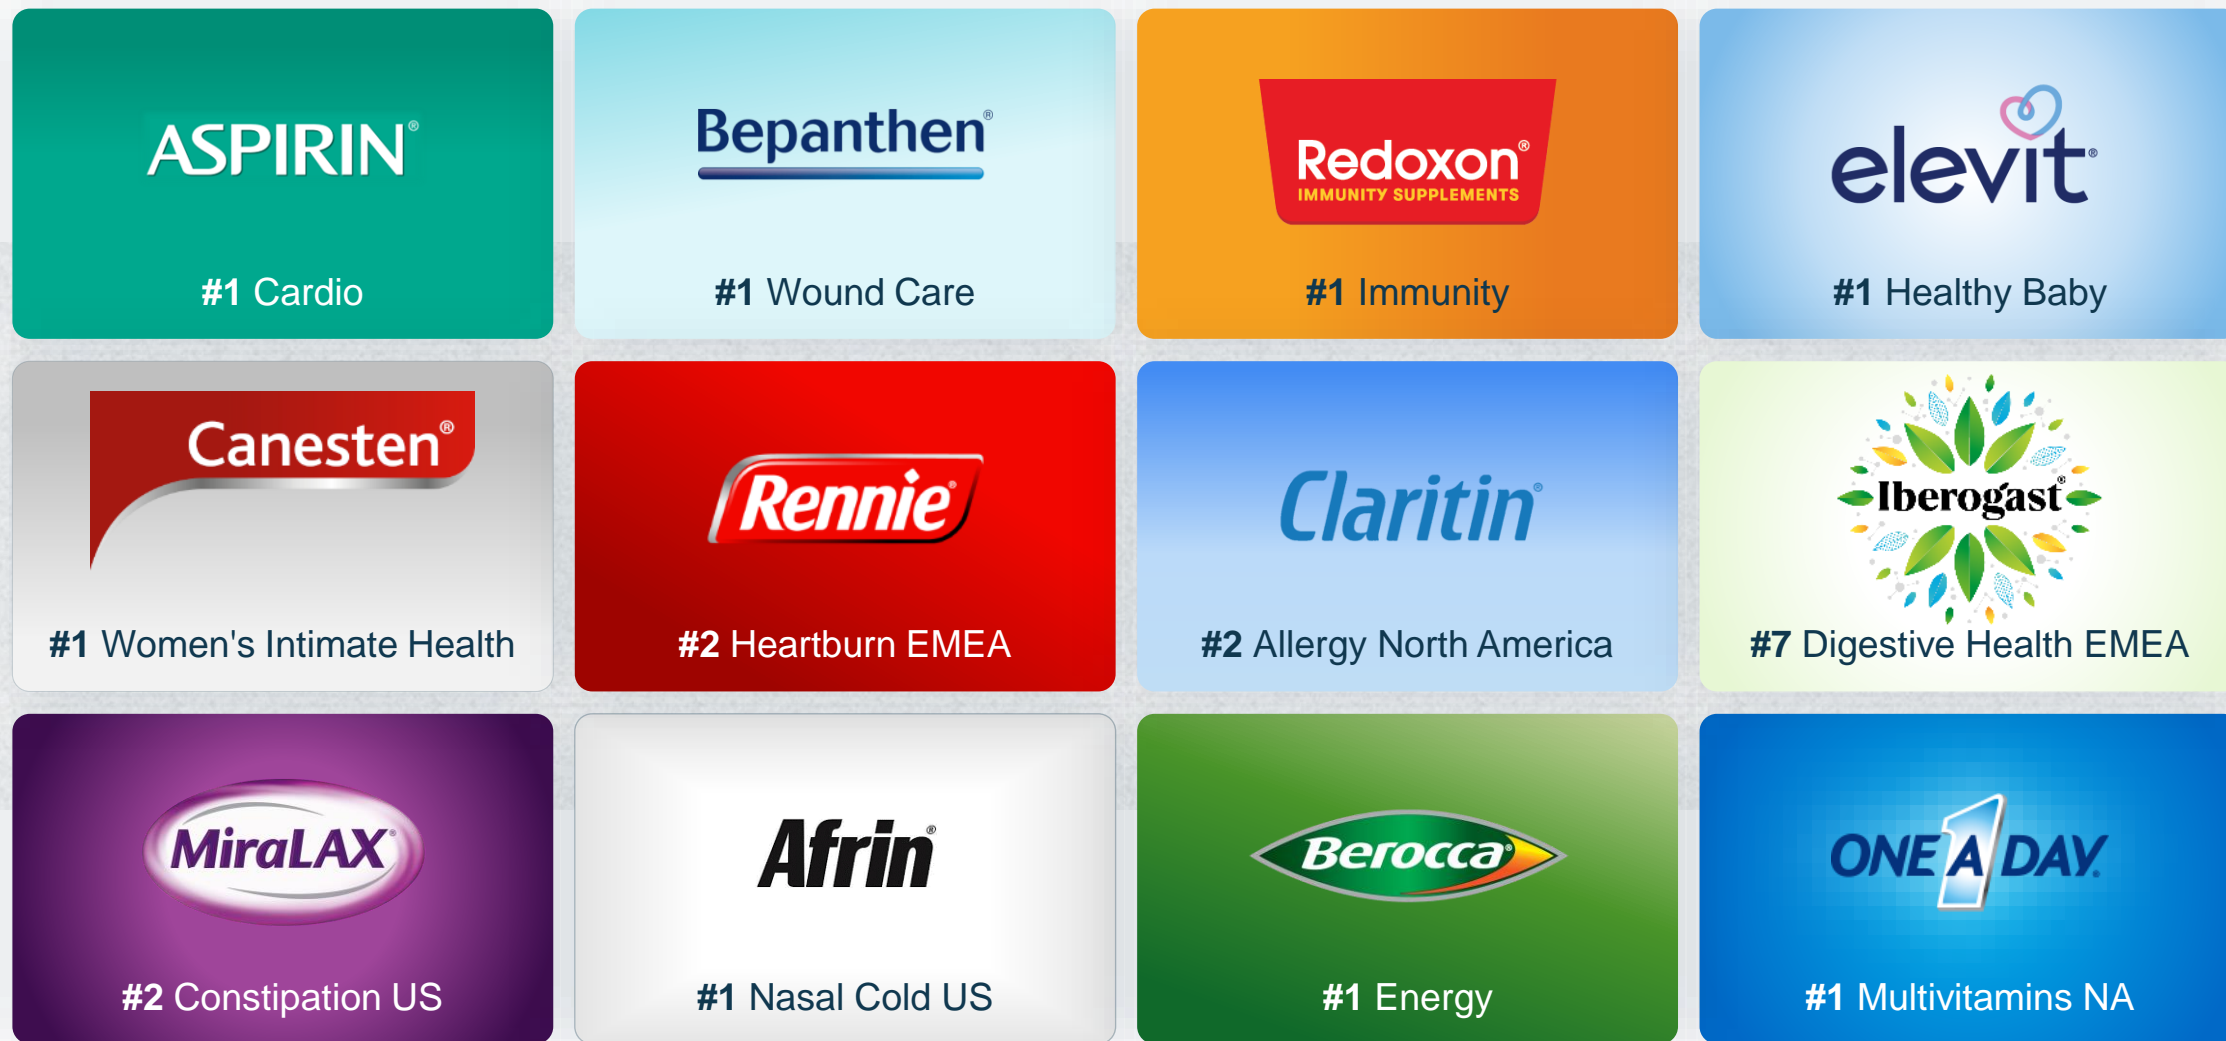 ASPIRIN®
#1 Cardio
Bepanthen®
#1 Wound Care
Redoxon®
IMMUNITY SUPPLEMENTS
#1 Immunity
elevit®
#1 Healthy Baby
Canesten®
#1 Women's Intimate Health
Rennie®
#2 Heartburn EMEA
Claritin®
#2 Allergy North America
Iberogast®
#7 Digestive Health EMEA
MiraLAX®
#2 Constipation US
Afrin®
#1 Nasal Cold US
Berocca®
#1 Energy
ONE A DAY®
1
#1 Multivitamins NA